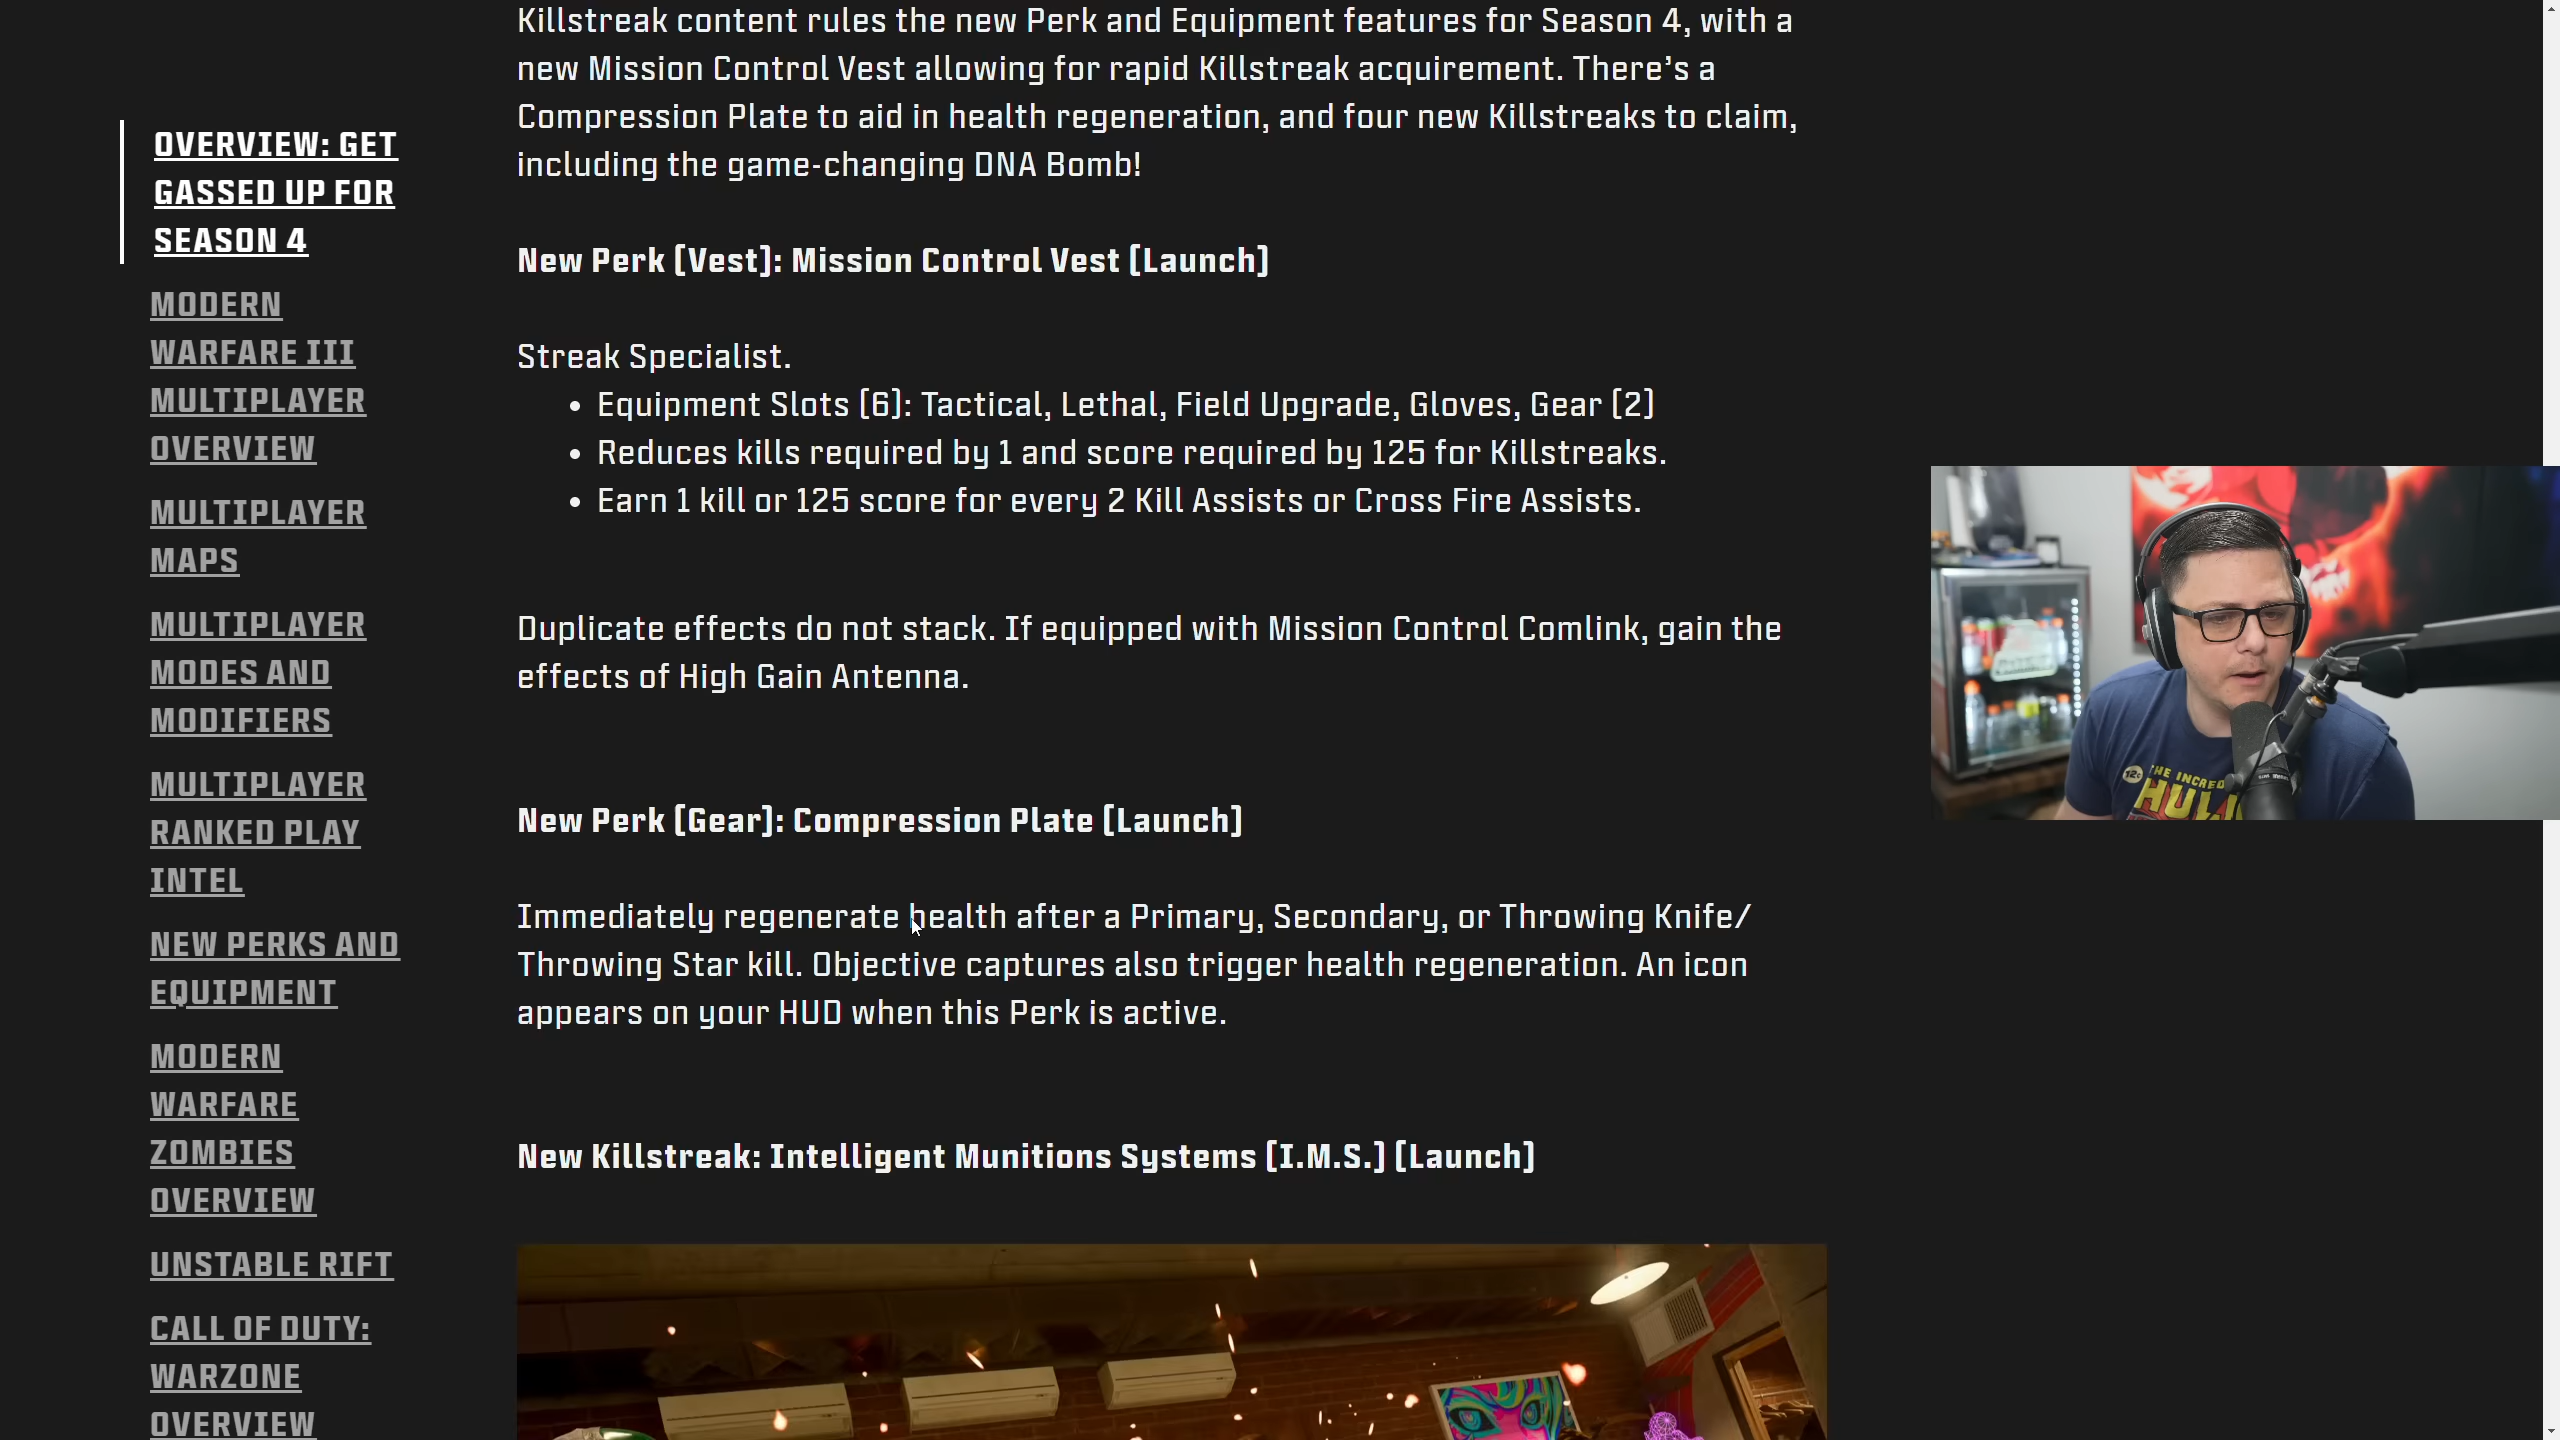 Killstreak content rules the new Perk and Equipment features for Season 4, with a
new Mission Control Vest allowing for rapid Killstreak acquirement. There's a
Compression Plate to aid in health regeneration, and four new Killstreaks to claim,
including the game-changing DNA Bomb!
OVERVIEW: GET
GASSED UP FOR
SEASON 4
MODERN
WARFARE III
MULTIPLAYER
OVERVIEW
MULTIPLAYER
MAPS
MULTIPLAYER
MODES AND
MODIFIERS
MULTIPLAYER
RANKED PLAY
INTEL
NEW PERKS AND
EQUIPMENT
MODERN
WARFARE
ZOMBIES
OVERVIEW
UNSTABLE RIFT
CALL OF DUTY:
WARZONE
OVERVIEW
New Perk (Vest): Mission Control Vest (Launch)
Streak Specialist.
• Equipment Slots (6): Tactical, Lethal, Field Upgrade, Gloves, Gear (2)
• Reduces kills required by 1 and score required by 125 for Killstreaks.
• Earn 1 kill or 125 score for every 2 Kill Assists or Cross Fire Assists.
Duplicate effects do not stack. If equipped with Mission Control Comlink, gain the
effects of High Gain Antenna.
New Perk (Gear): Compression Plate (Launch)
Immediately regenerate health after a Primary, Secondary, or Throwing Knife/
Throwing Star kill. Objective captures also trigger health regeneration. An icon
appears on your HUD when this Perk is active.
New Killstreak: Intelligent Munitions Systems (I.M.S.) (Launch)
12¢
THE INCRED
HUL